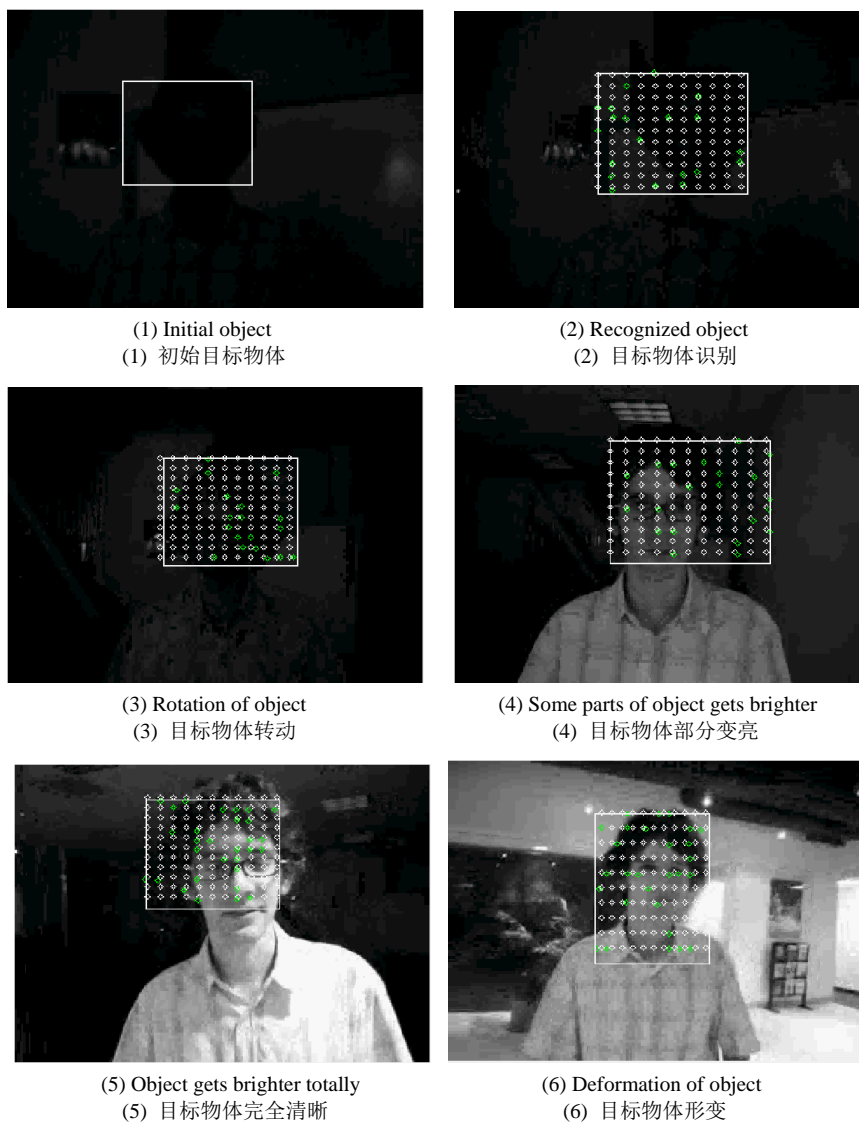 (1) Initial object
(1) 初始目标物体
(2) Recognized object
(2) 目标物体识别
(3) Rotation of object
(3) 目标物体转动
(4) Some parts of object gets brighter
(4) 目标物体部分变亮
(5) Object gets brighter totally
(5) 目标物体完全清晰
(6) Deformation of object
(6) 目标物体形变